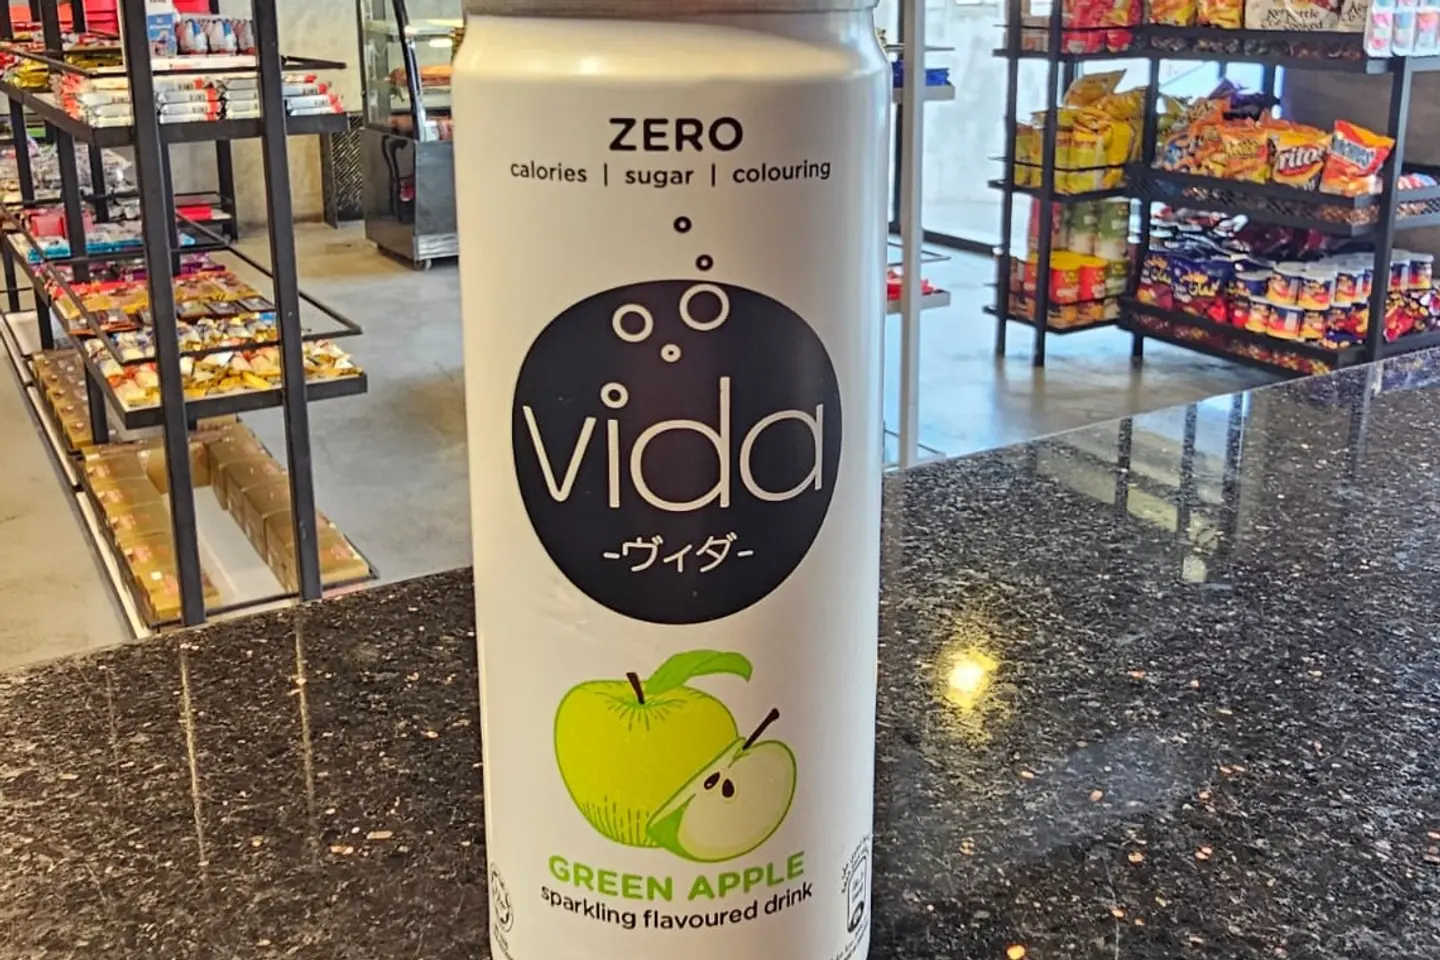 ZERO
calories | sugar | colouring
vida
-ヴィダ-
GREEN APPLE
sparkling flavoured drink